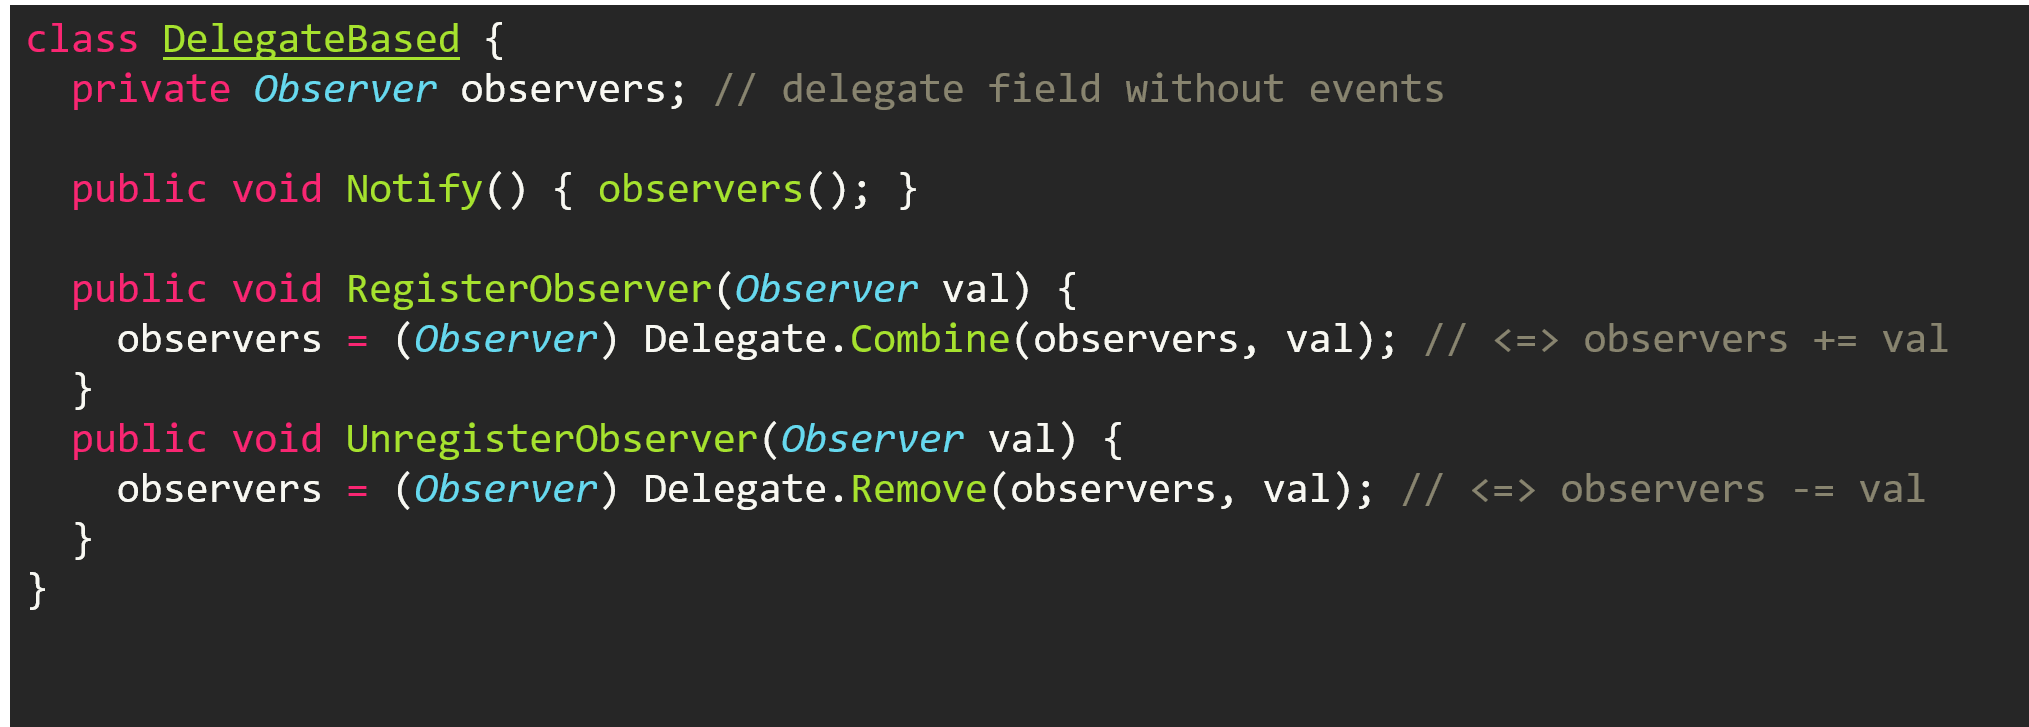 class DelegateBased {
  private Observer observers; // delegate field without events

  public void Notify() { observers(); }

  public void RegisterObserver(Observer val) {
    observers = (Observer) Delegate.Combine(observers, val); // <=> observers += val
  }
  public void UnregisterObserver(Observer val) {
    observers = (Observer) Delegate.Remove(observers, val); // <=> observers -= val
  }
}